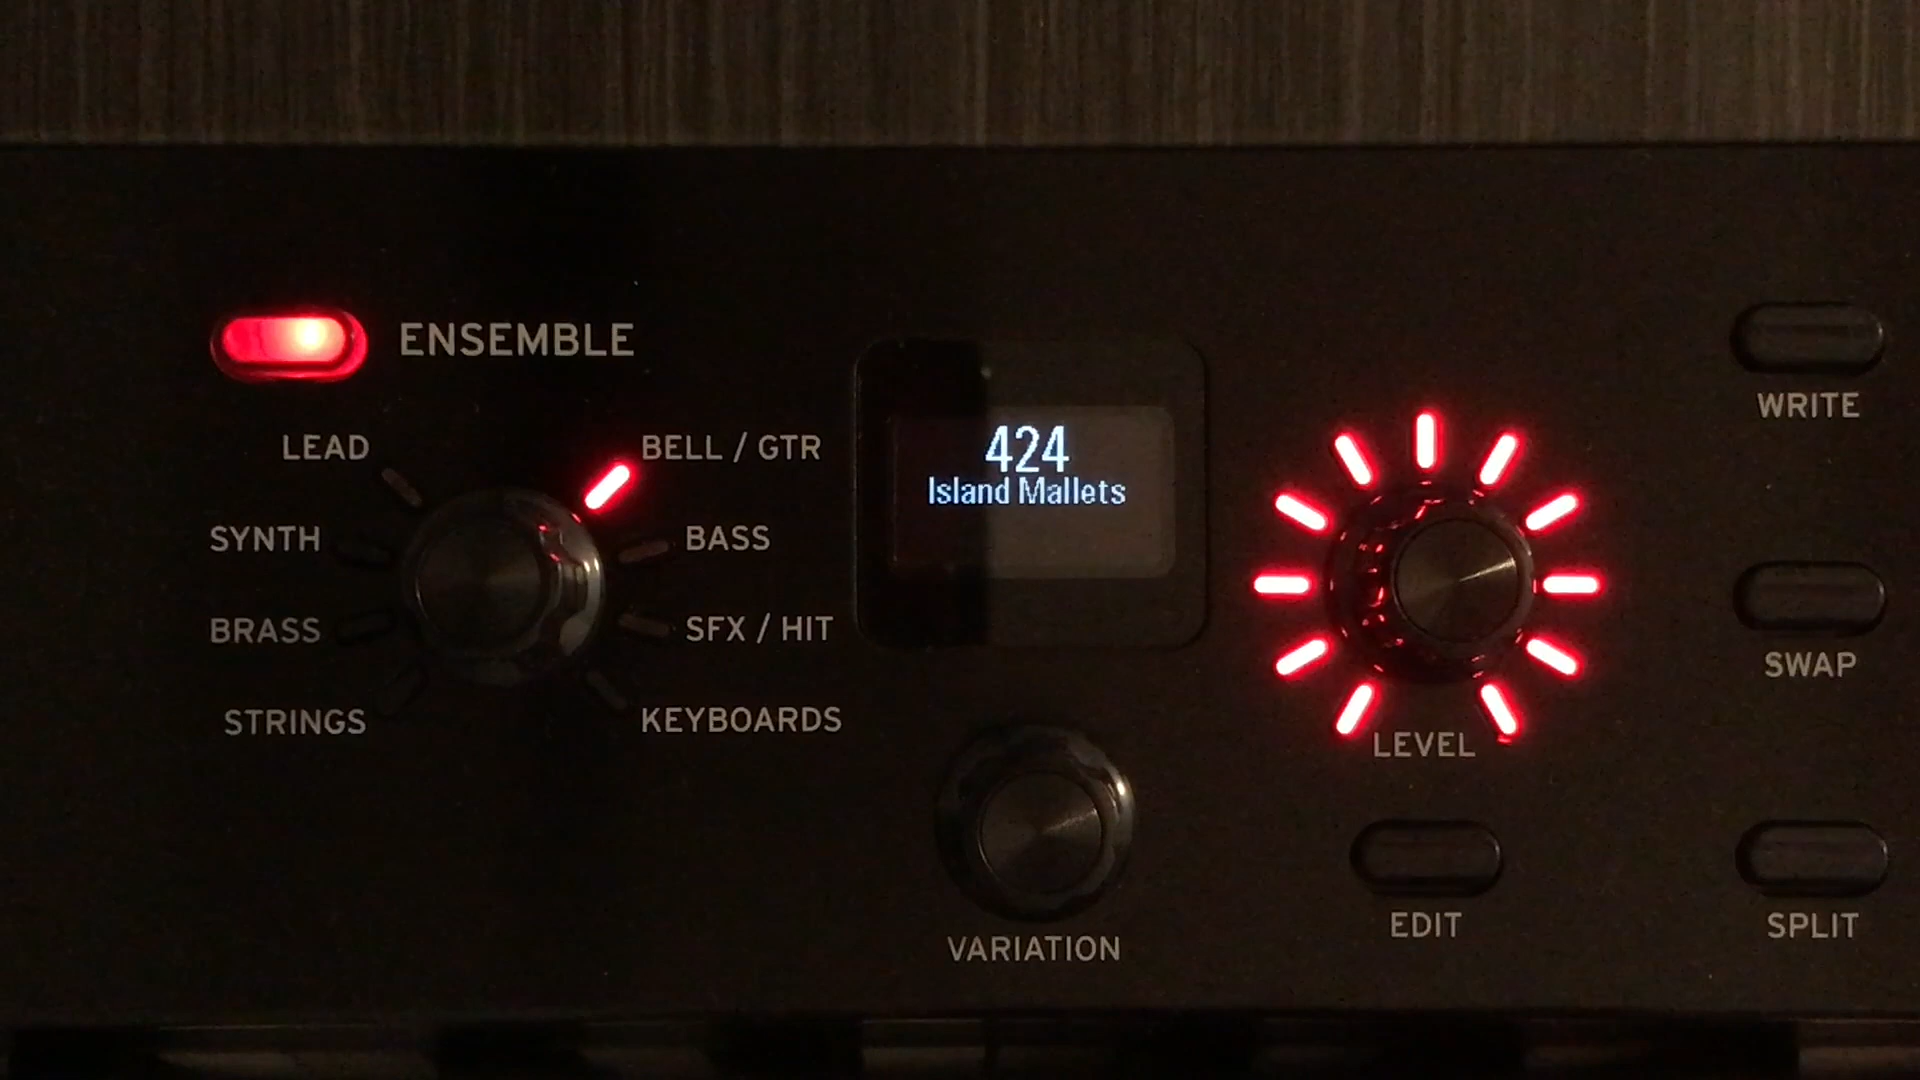 ENSEMBLE
LEAD
BELL / GTR
SYNTH
BASS
BRASS
SFX / HIT
STRINGS
KEYBOARDS
424
Island Mallets
VARIATION
LEVEL
EDIT
WRITE
SWAP
SPLIT